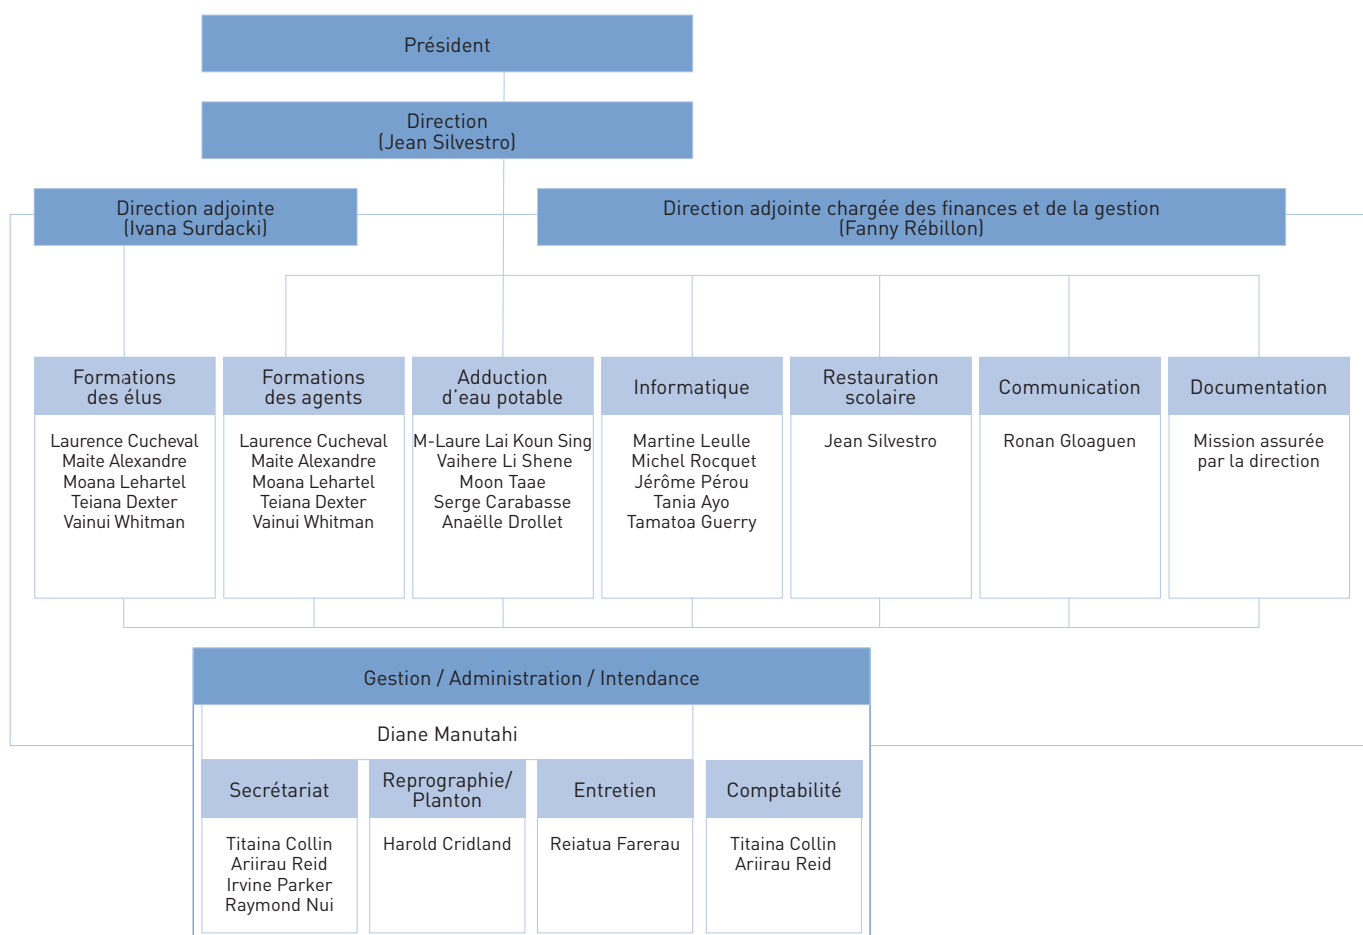 Président
Direction
(Jean Silvestro)
Direction adjointe
(Ivana Surdacki)
Direction adjointe chargée des finances et de la gestion
(Fanny Rébillon)
Formations
des élus
Laurence Cucheval
Maite Alexandre
Moana Lehartel
Teiana Dexter
Vainui Whitman
Formations
des agents
Laurence Cucheval
Maite Alexandre
Moana Lehartel
Teiana Dexter
Vainui Whitman
Adduction
d'eau potable
M-Laure Lai Koun Sing
Vaihere Li Shene
Moon Taae
Serge Carabasse
Anaëlle Drollet
Informatique
Martine Leulle
Michel Rocquet
Jérôme Pérou
Tania Ayo
Tamatoa Guerry
Restauration
scolaire
Jean Silvestro
Communication
Ronan Gloaguen
Documentation
Mission assurée
par la direction
Gestion / Administration / Intendance
Diane Manutahi
Secrétariat
Titaina Collin
Ariirau Reid
Irvine Parker
Raymond Nui
Reprographie/
Planton
Harold Cridland
Entretien
Reiatua Farerau
Comptabilité
Titaina Collin
Ariirau Reid